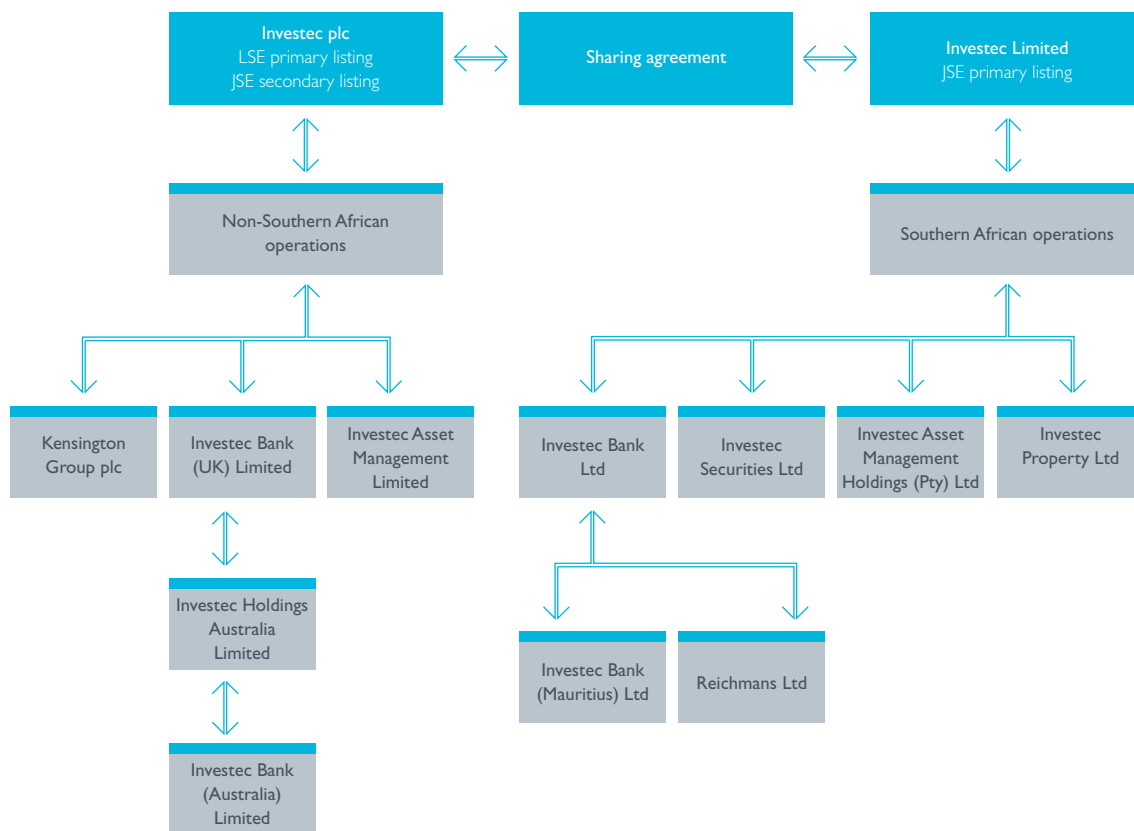 Investec plc
LSE primary listing
JSE secondary listing
Sharing agreement
Investec Limited
JSE primary listing
Non-Southern African
operations
Southern African operations
Kensington
Group plc
Investec Bank
(UK) Limited
Investec Asset
Management
Limited
Investec Bank
Ltd
Investec
Securities Ltd
Investec Asset
Management
Holdings (Pty) Ltd
Investec
Property Ltd
Investec Holdings
Australia
Limited
Investec Bank
(Mauritius) Ltd
Reichmans Ltd
Investec Bank
(Australia)
Limited